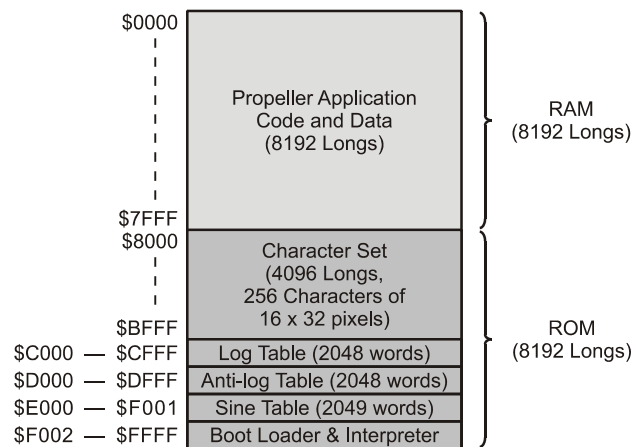 $0000
Propeller Application
Code and Data
(8192 Longs)
RAM
(8192 Longs)
$7FFF
$8000
Character Set
(4096 Longs,
256 Characters of
16 x 32 pixels)
$BFFF
ROM
(8192 Longs)
$C000 — $CFFF Log Table (2048 words)
$D000 — $DFFF Anti-log Table (2048 words)
$E000 — $F001 Sine Table (2049 words)
$F002 — $FFFF Boot Loader & Interpreter